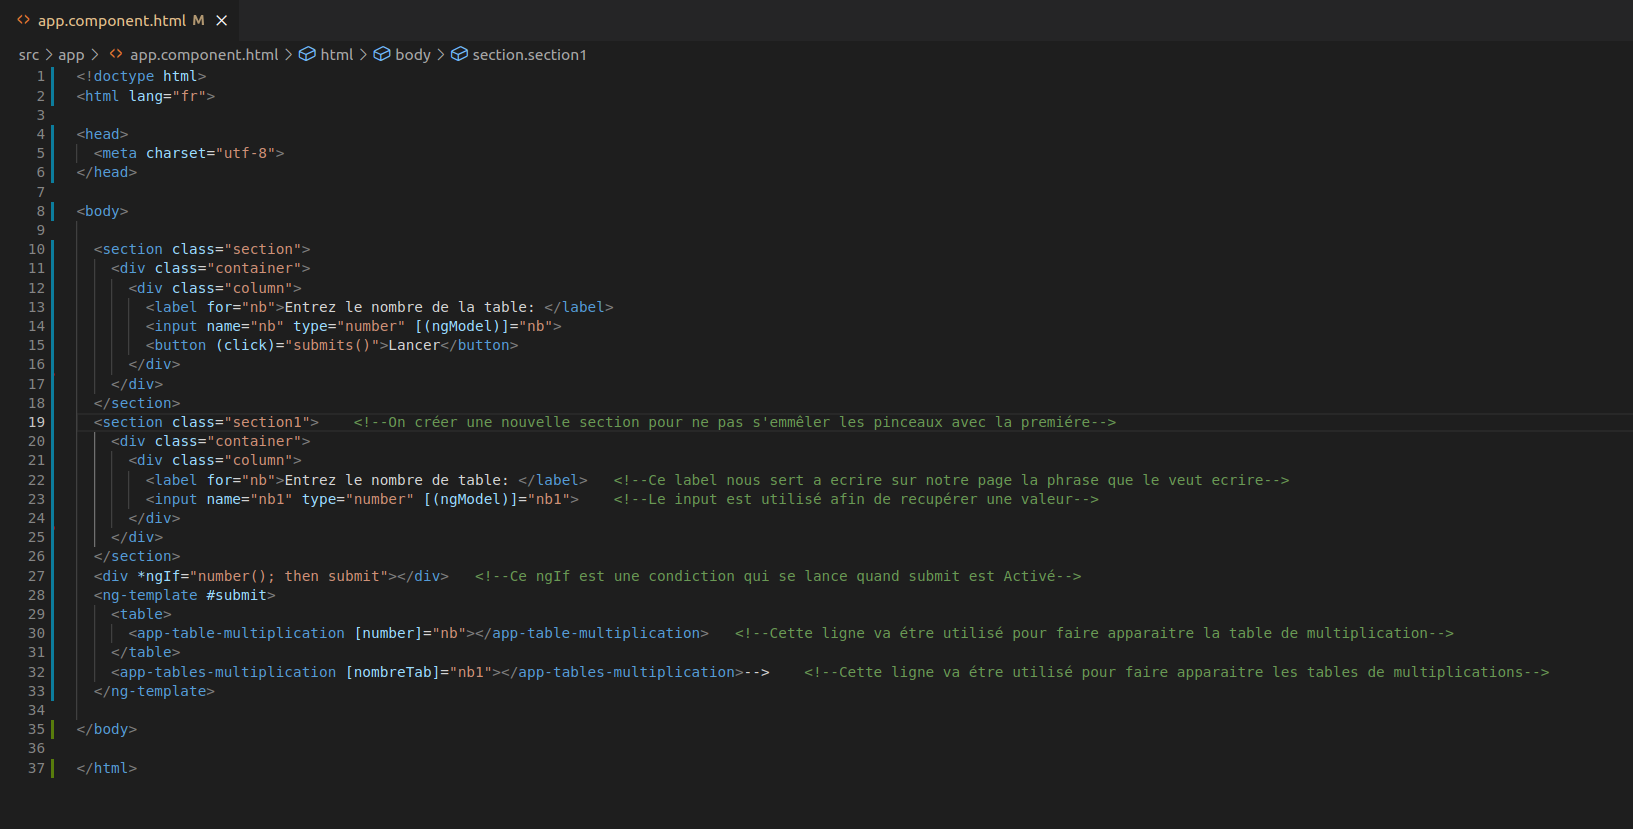 app.component.html M
src > app > app.component.html > html > body > section.section1
1 <!doctype html>
2 <html lang="fr">
3
4 <head>
5 <meta charset="utf-8">
6 </head>
7
8 <body>
9
10 <section class="section">
11 <div class="container">
12 <div class="column">
13 <label for="nb">Entrez le nombre de la table: </label>
14 <input name="nb" type="number" [(ngModel)]="nb">
15 <button (click)="submits()">Lancer</button>
16 </div>
17 </div>
18 </section>
19 <section class="section1"> <!--On créer une nouvelle section pour ne pas s'emmêler les pinceaux avec la premiére-->
20 <div class="container">
21 <div class="column">
22 <label for="nb">Entrez le nombre de table: </label> <!--Ce label nous sert a ecrire sur notre page la phrase que le veut ecrire-->
23 <input name="nb1" type="number" [(ngModel)]="nb1"> <!--Le input est utilisé afin de recupérer une valeur-->
24 </div>
25 </div>
26 </section>
27 <div *ngIf="number(); then submit"></div> <!--Ce ngIf est une condiction qui se lance quand submit est Activé-->
28 <ng-template #submit>
29 <table>
30 <app-table-multiplication [number]="nb"></app-table-multiplication> <!--Cette ligne va étre utilisé pour faire apparaitre la table de multiplication-->
31 </table>
32 <app-tables-multiplication [nombreTab]="nb1"></app-tables-multiplication>--> <!--Cette ligne va étre utilisé pour faire apparaitre les tables de multiplications-->
33 </ng-template>
34
35 </body>
36
37 </html>